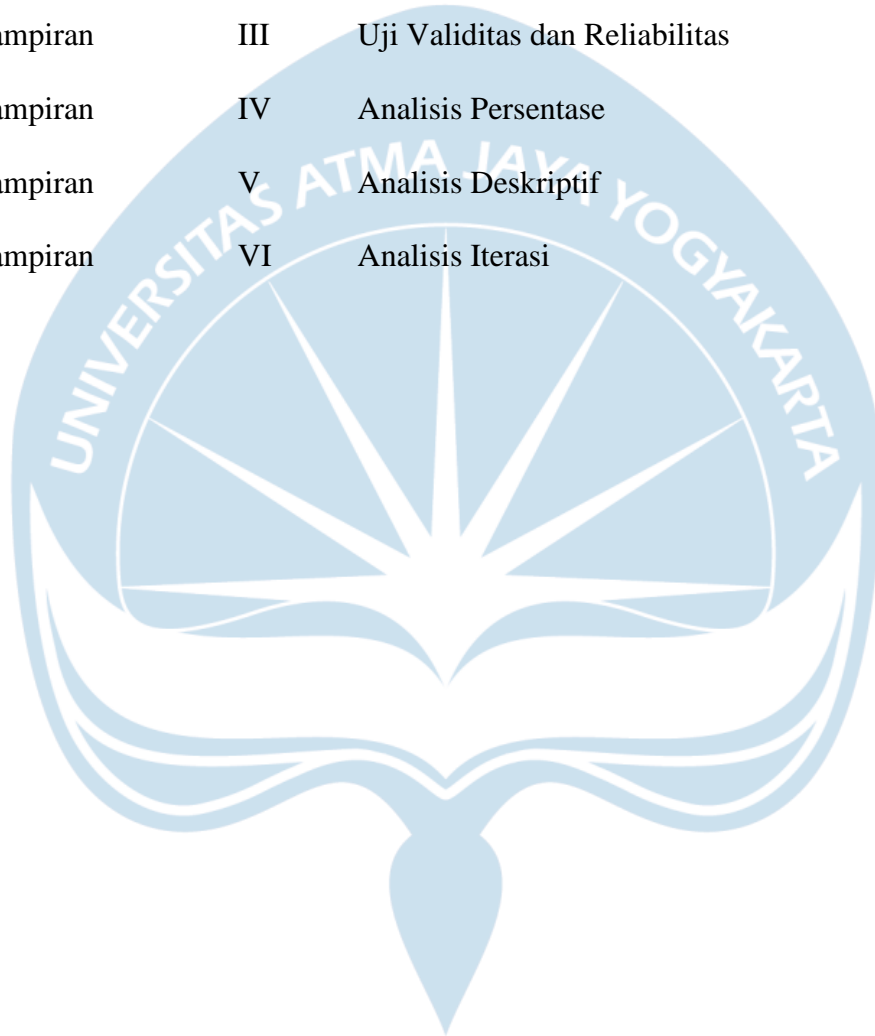 ampiran III Uji Validitas dan Reliabilitas
ampiran IV Analisis Persentase
ampiran V Analisis Deskriptif
ampiran VI Analisis Iterasi
UNIVERSITAS ATMA JAYA YOGYAKARTA